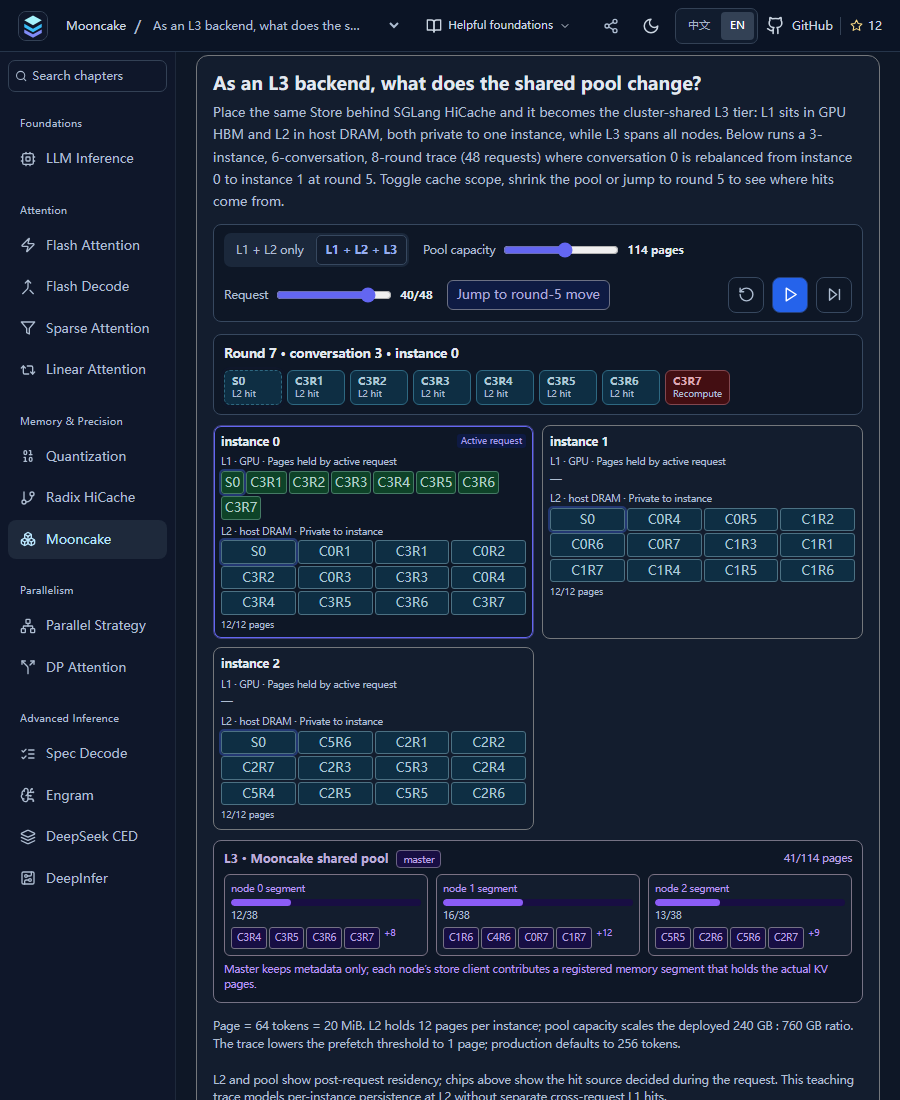 Mooncake / As an L3 backend, what does the s...
Helpful foundations
中文 EN
GitHub
12
Search chapters
Foundations
LLM Inference
Attention
Flash Attention
Flash Decode
Sparse Attention
Linear Attention
Memory & Precision
Quantization
Radix HiCache
Mooncake
Parallelism
Parallel Strategy
DP Attention
Advanced Inference
Spec Decode
Engram
DeepSeek CED
DeepInfer
As an L3 backend, what does the shared pool change?
Place the same Store behind SGLang HiCache and it becomes the cluster-shared L3 tier: L1 sits in GPU
HBM and L2 in host DRAM, both private to one instance, while L3 spans all nodes. Below runs a 3-
instance, 6-conversation, 8-round trace (48 requests) where conversation 0 is rebalanced from instance
0 to instance 1 at round 5. Toggle cache scope, shrink the pool or jump to round 5 to see where hits
come from.
L1 + L2 only L1 + L2 + L3 Pool capacity 114 pages
Request 40/48 Jump to round-5 move
Round 7 • conversation 3 • instance 0
S0 C3R1 C3R2 C3R3 C3R4 C3R5 C3R6 C3R7
L2 hit L2 hit L2 hit L2 hit L2 hit L2 hit L2 hit Recompute
instance 0 Active request
L1 · GPU · Pages held by active request
S0 C3R1 C3R2 C3R3 C3R4 C3R5 C3R6
C3R7
L2 · host DRAM · Private to instance
S0 C0R1 C3R1 C0R2
C3R2 C0R3 C3R3 C0R4
C3R4 C3R5 C3R6 C3R7
12/12 pages
instance 1
L1 · GPU · Pages held by active request
—
L2 · host DRAM · Private to instance
S0 C0R4 C0R5 C1R2
C0R6 C0R7 C1R3 C1R1
C1R7 C1R4 C1R5 C1R6
12/12 pages
instance 2
L1 · GPU · Pages held by active request
—
L2 · host DRAM · Private to instance
S0 C5R6 C2R1 C2R2
C2R7 C2R3 C5R3 C2R4
C5R4 C2R5 C5R5 C2R6
12/12 pages
L3 • Mooncake shared pool master 41/114 pages
node 0 segment
12/38
C3R4 C3R5 C3R6 C3R7 +8
node 1 segment
16/38
C1R6 C4R6 C0R7 C1R7 +12
node 2 segment
13/38
C5R5 C2R6 C5R6 C2R7 +9
Master keeps metadata only; each node's store client contributes a registered memory segment that holds the actual KV
pages.
Page = 64 tokens = 20 MiB. L2 holds 12 pages per instance; pool capacity scales the deployed 240 GB : 760 GB ratio.
The trace lowers the prefetch threshold to 1 page; production defaults to 256 tokens.
L2 and pool show post-request residency; chips above show the hit source decided during the request. This teaching
trace models per-instance persistence at L2 without separate cross-request L1 hits.